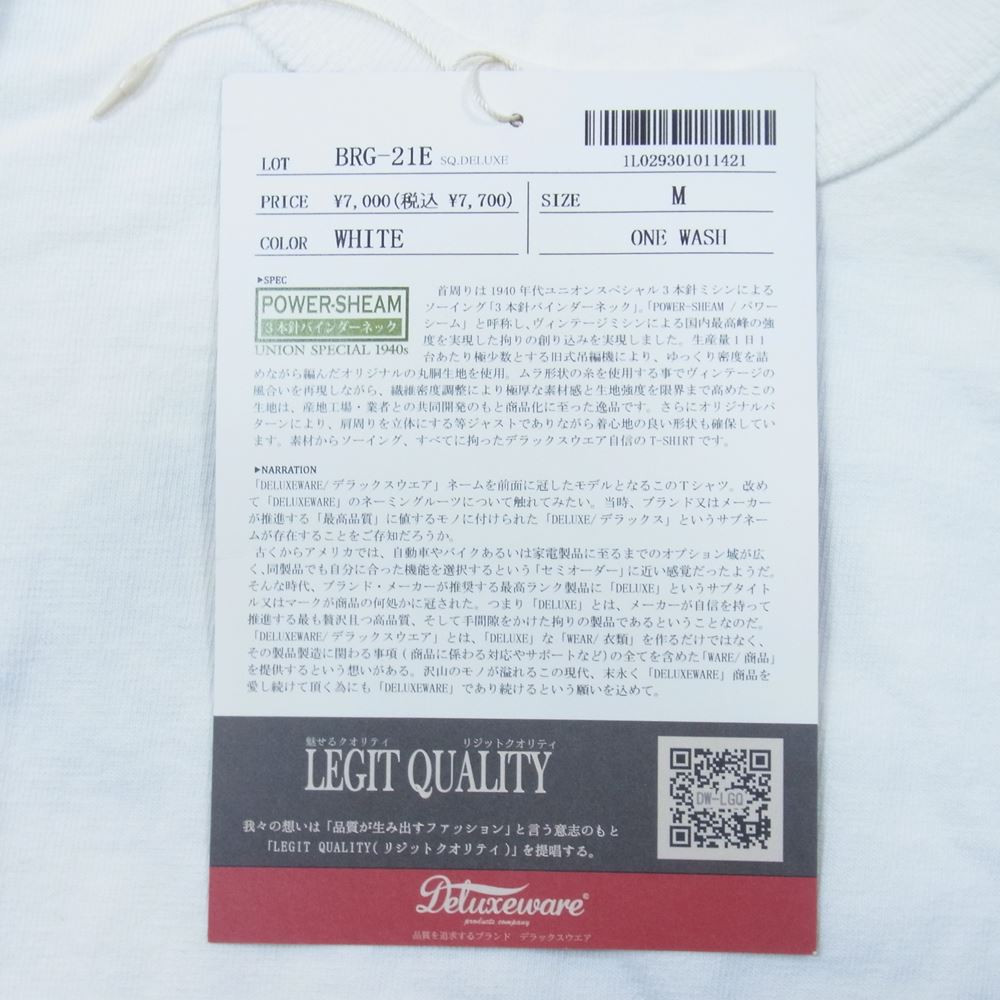 LOT BRG-21E SQ.DELUXE
1L029301011421
PRICE ¥7,000(税込 ¥7,700)
SIZE M
COLOR WHITE
ONE WASH
▶SPEC
POWER-SHEAM
3本針バインダーネック
UNION SPECIAL 1940s
首周りは1940年代ユニオンスペシャル3本針ミシンによる
ソーイング「3本針バインダーネック」。「POWER-SHEAM / パワー
シーム」と呼称し、ヴィンテージミシンによる国内最高峰の強
度を実現した拘りの創り込みを実現しました。生産量1日1
台あたり極少数とする旧式吊編機により、ゆっくり密度を詰
めながら編んだオリジナルの丸胴生地を使用。ムラ形状の糸を使用する事でヴィンテージの
風合いを再現しながら、繊維密度調整により極厚な素材感と生地強度を限界まで高めたこの
生地は、産地工場・業者との共同開発のもと商品化に至った逸品です。さらにオリジナルパ
ターンにより、肩周りを立体にする等ジャストでありながら着心地の良い形状も確保してい
ます。素材からソーイング、すべてに拘ったデラックスウエア自信のT-SHIRTです。
▶NARRATION
「DELUXEWARE/デラックスウエア」ネームを前面に冠したモデルとなるこのTシャツ。改め
て「DELUXEWARE」のネーミングルーツについて触れてみたい。当時、ブランド又はメーカー
が推進する「最高品質」に値するモノに付けられた「DELUXE/デラックス」というサブネー
ムが存在することをご存知だろうか。
古くからアメリカでは、自動車やバイクあるいは家電製品に至るまでのオプション域が広
く、同製品でも自分に合った機能を選択するという「セミオーダー」に近い感覚だったようだ。
そんな時代、ブランド・メーカーが推奨する最高ランク製品に「DELUXE」というサブタイト
ル又はマークが商品の何処かに冠された。つまり「DELUXE」とは、メーカーが自信を持って
推進する最も贅沢且つ高品質、そして手間隙をかけた拘りの製品であるということなのだ。
「DELUXEWARE/デラックスウエア」とは、「DELUXE」な「WEAR/衣類」を作るだけではなく、
その製品製造に関わる事項(商品に係わる対応やサポートなど)の全てを含めた「WARE/商品」
を提供するという想いがある。沢山のモノが溢れるこの現代、末永く「DELUXEWARE」商品を
愛し続けて頂く為にも「DELUXEWARE」であり続けるという願いを込めて。
魅せるクオリティ リジットクオリティ
LEGIT QUALITY
DW-LGQ
我々の想いは「品質が生み出すファッション」と言う意志のもと
「LEGIT QUALITY(リジットクオリティ)」を提唱する。
Deluxeware©
products company
品質を追求するブランド デラックスウエア